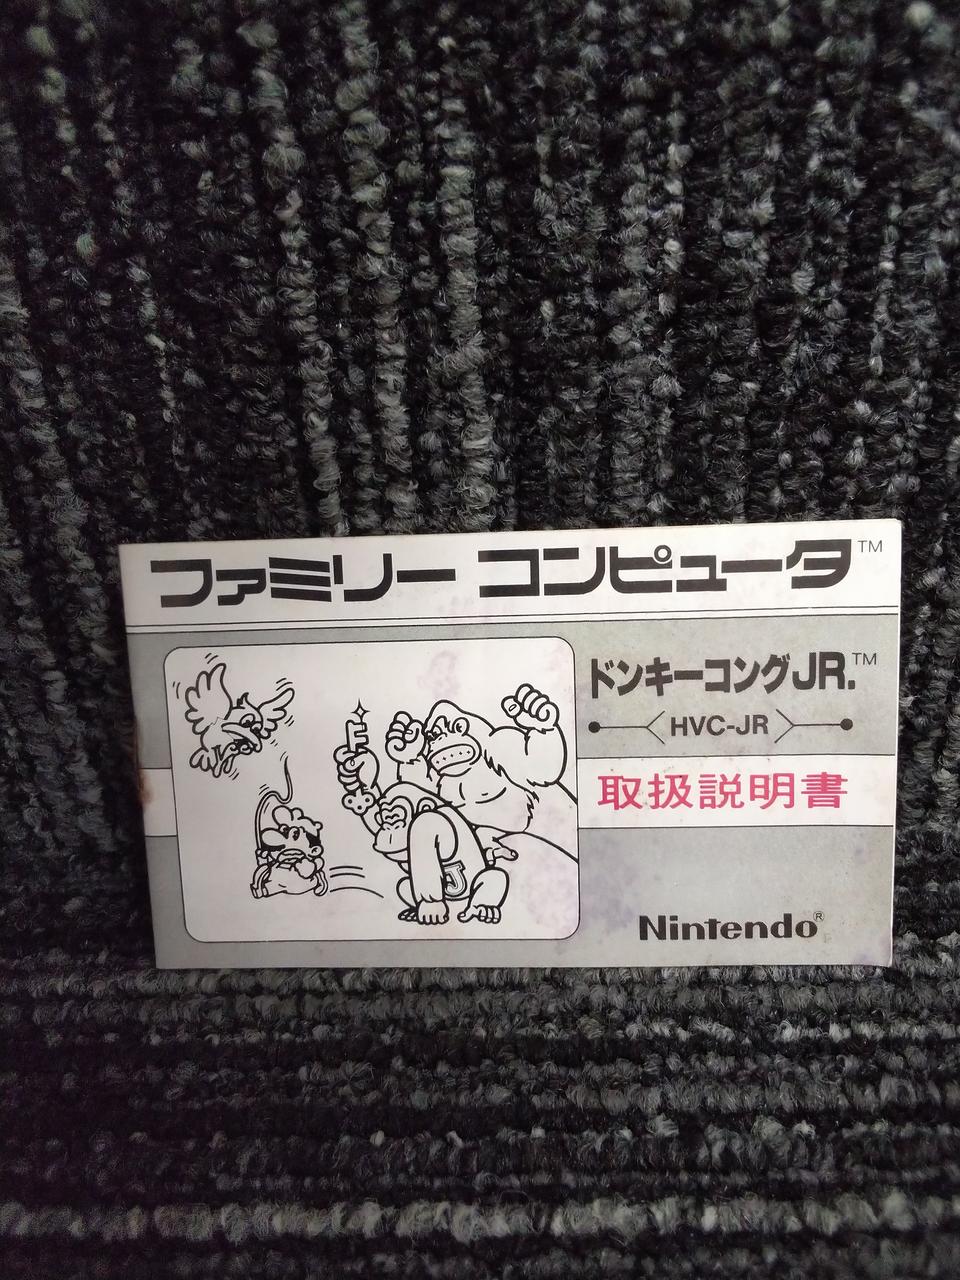 ファミリー コンピュータ™
ドンキーコングJR.™
HVC-JR
取扱説明書
J
Nintendo®